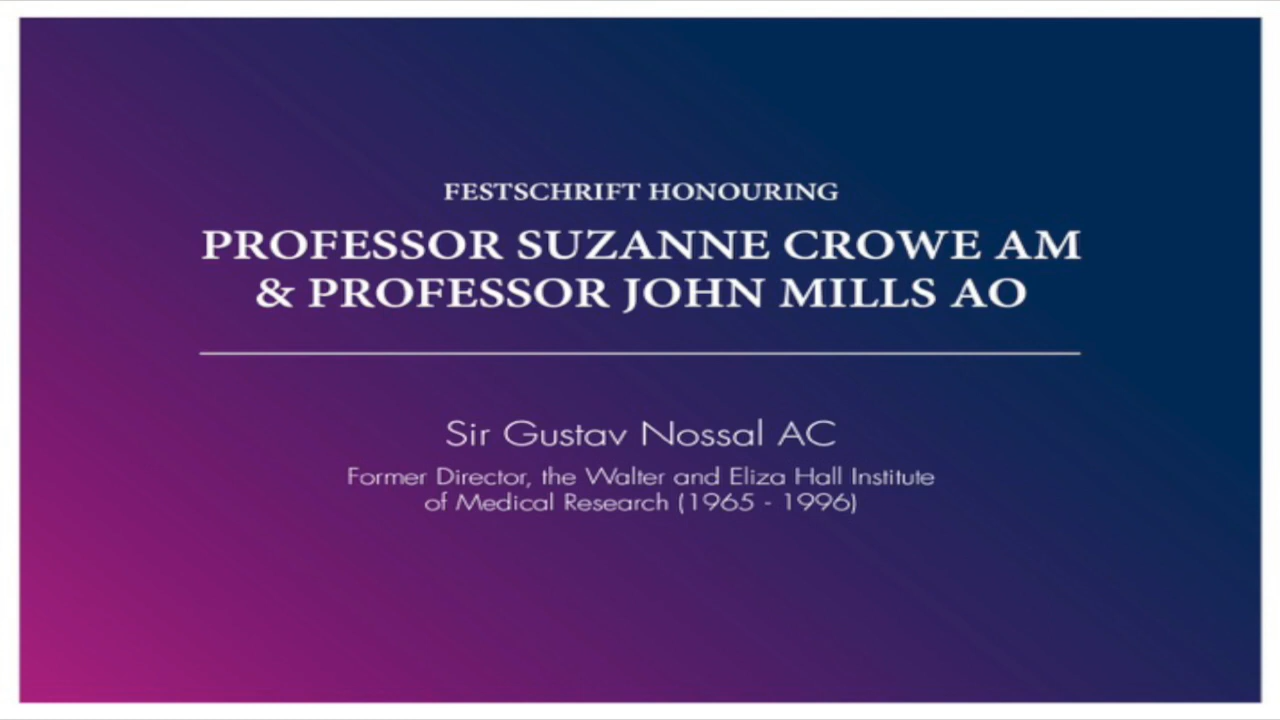 FESTSCHRIFT HONOURING
PROFESSOR SUZANNE CROWE AM
& PROFESSOR JOHN MILLS AO
Sir Gustav Nossal AC
Former Director, the Walter and Eliza Hall Institute
of Medical Research (1965 - 1996)